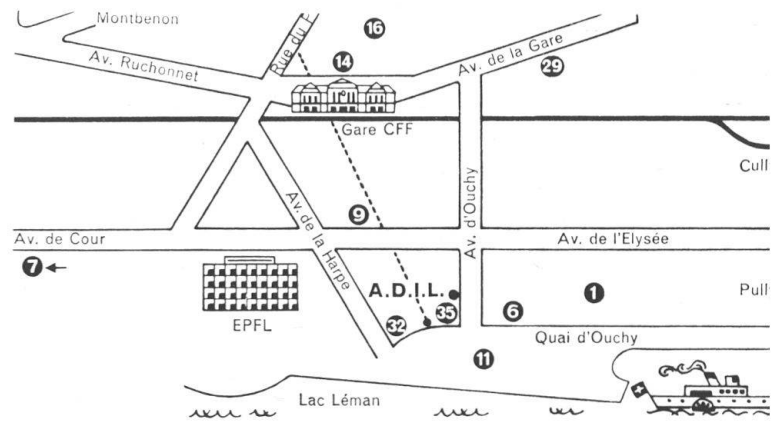 Montbenon
Rue du
16
Av. Ruchonnet
14
Av. de la Gare
29
Gare CFF
Cull
9
Av. d'Ouchy
Av. de la Harpe
Av. de Cour
Av. de l'Elysée
7
A.D.I.L.
1
Pull
32
35
6
EPFL
Quai d'Ouchy
11
Lac Léman